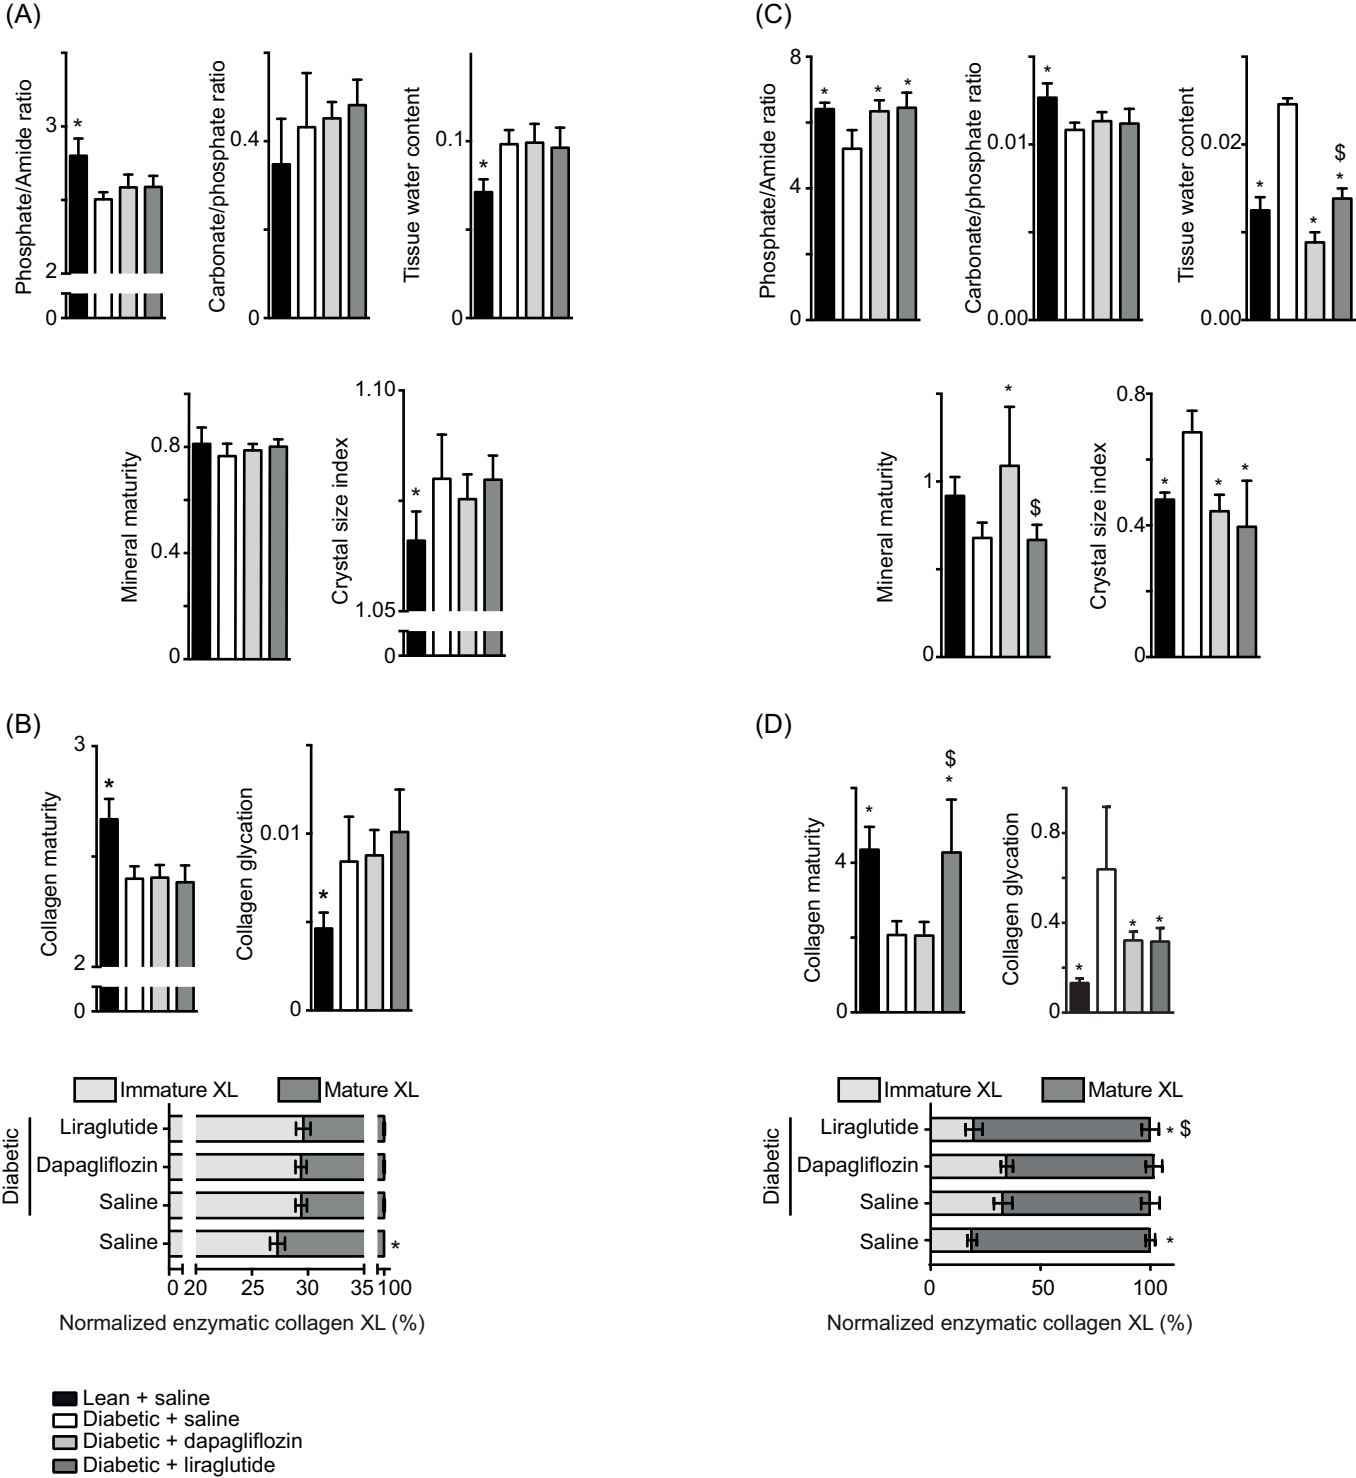 (A)
Phosphate/Amide ratio
3
2
0
*
Carbonate/phosphate ratio
0.4
0
Tissue water content
0.1
0
*
Mineral maturity
0.8
0.4
0
Crystal size index
1.10
1.05
0
*
(B)
Collagen maturity
3
2
0
*
Collagen glycation
0.01
0
*
Immature XL
Mature XL
Diabetic
Liraglutide
Dapagliflozin
Saline
Saline
*
0 20 25 30 35 100
Normalized enzymatic collagen XL (%)
Lean + saline
Diabetic + saline
Diabetic + dapagliflozin
Diabetic + liraglutide
(C)
Phosphate/Amide ratio
8
4
0
* * *
Carbonate/phosphate ratio
0.01
0.00
*
Tissue water content
0.02
0.00
$
* * *
Mineral maturity
1
0
*
$
Crystal size index
0.8
0.4
0
* * *
(D)
Collagen maturity
4
0
$
* *
Collagen glycation
0.8
0.4
0
* * *
Immature XL
Mature XL
Diabetic
Liraglutide
* $
Dapagliflozin
Saline
Saline
*
0 50 100
Normalized enzymatic collagen XL (%)